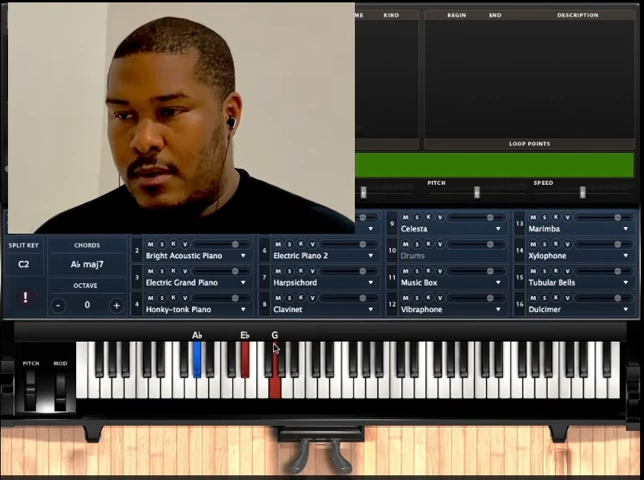 ME KIND BEGIN END DESCRIPTION
LOOP POINTS
PITCH SPEED
SPLIT KEY CHORDS
C2 A♭ maj7
OCTAVE
! - 0 +
2 M S K V Bright Acoustic Piano
3 M S K V Electric Grand Piano
4 M S K V Honky-tonk Piano
6 M S K V Electric Piano 2
7 M S K V Harpsichord
8 M S K V Clavinet
9 M S K V Celesta
10 M S K V Drums
11 M S K V Music Box
12 M S K V Vibraphone
13 M S K V Marimba
14 M S K V Xylophone
15 M S K V Tubular Bells
16 M S K V Dulcimer
A♭ E♭ G
PITCH MOD